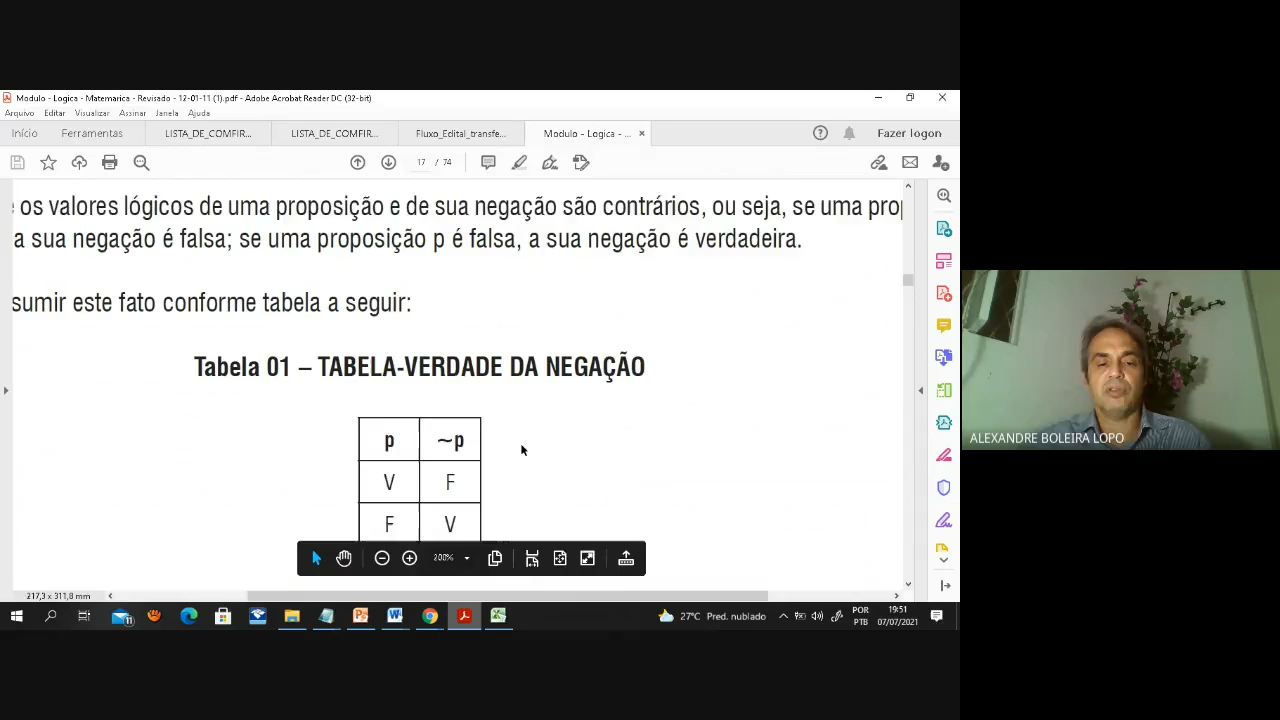 Modulo - Logica - Matemarica - Revisado - 12-01-11 (1).pdf - Adobe Acrobat Reader DC (32-bit)
Arquivo Editar Visualizar Assinar Janela Ajuda
Início Ferramentas LISTA_DE_COMFIR... LISTA_DE_COMFIR... Fluxo_Edital_transfe... Modulo - Logica - ... × Fazer logon
17 / 74
os valores lógicos de uma proposição e de sua negação são contrários, ou seja, se uma prop
a sua negação é falsa; se uma proposição p é falsa, a sua negação é verdadeira.
sumir este fato conforme tabela a seguir:
Tabela 01 – TABELA-VERDADE DA NEGAÇÃO
p ~p
V F
F V
200%
217,3 x 311,8 mm
ALEXANDRE BOLEIRA LOPO
11
27°C Pred. nublado
POR
PTB
19:51
07/07/2021